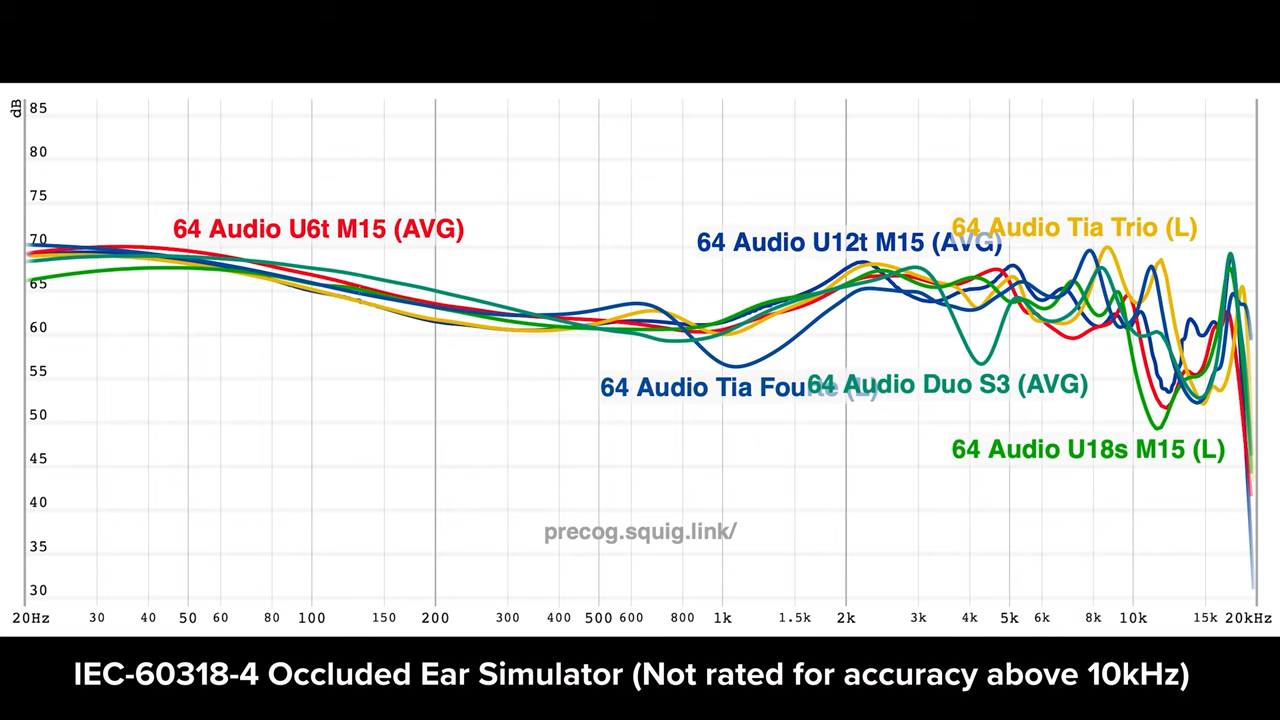 dB
85
80
75
70
65
60
55
50
45
40
35
30
64 Audio U6t M15 (AVG)
64 Audio Tia Trio (L)
64 Audio U12t M15 (AVG)
64 Audio Tia Fourte (L)
64 Audio Duo S3 (AVG)
64 Audio U18s M15 (L)
precog.squig.link/
20Hz 30 40 50 60 80 100 150 200 300 400 500 600 800 1k 1.5k 2k 3k 4k 5k 6k 8k 10k 15k 20kHz
IEC-60318-4 Occluded Ear Simulator (Not rated for accuracy above 10kHz)